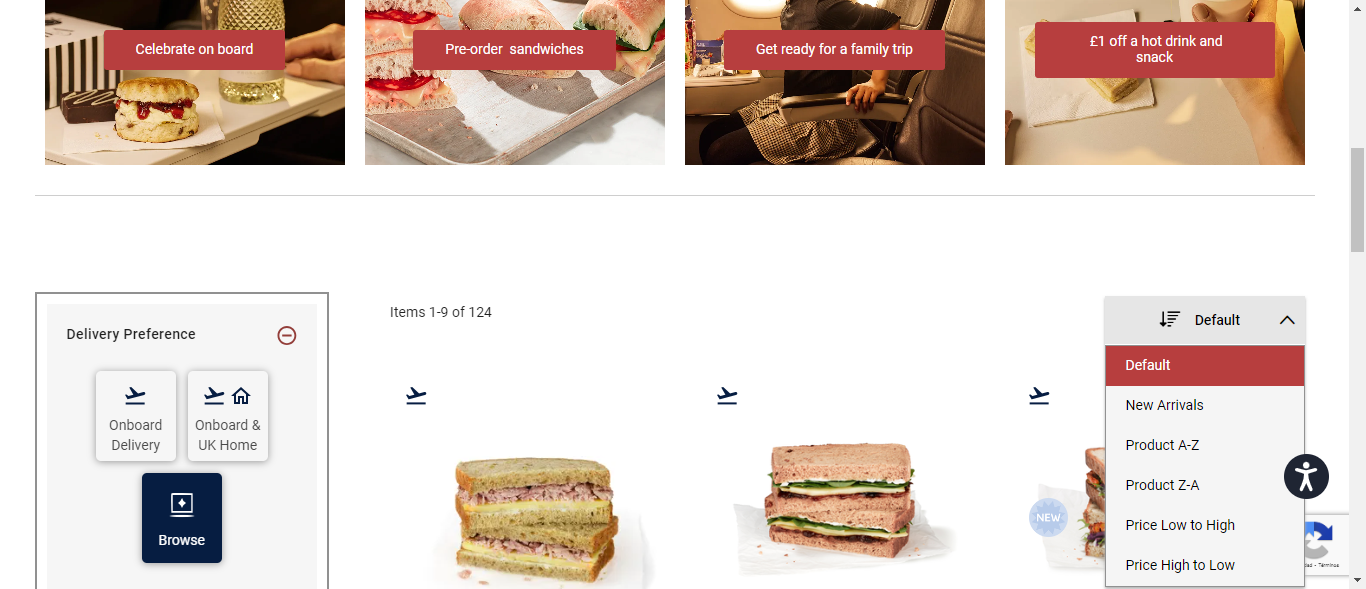 Celebrate on board
Pre-order sandwiches
Get ready for a family trip
£1 off a hot drink and
snack
Delivery Preference
Onboard
Delivery
Onboard &
UK Home
Browse
Items 1-9 of 124
Default
Default
New Arrivals
Product A-Z
Product Z-A
Price Low to High
Price High to Low
NEW
Términos